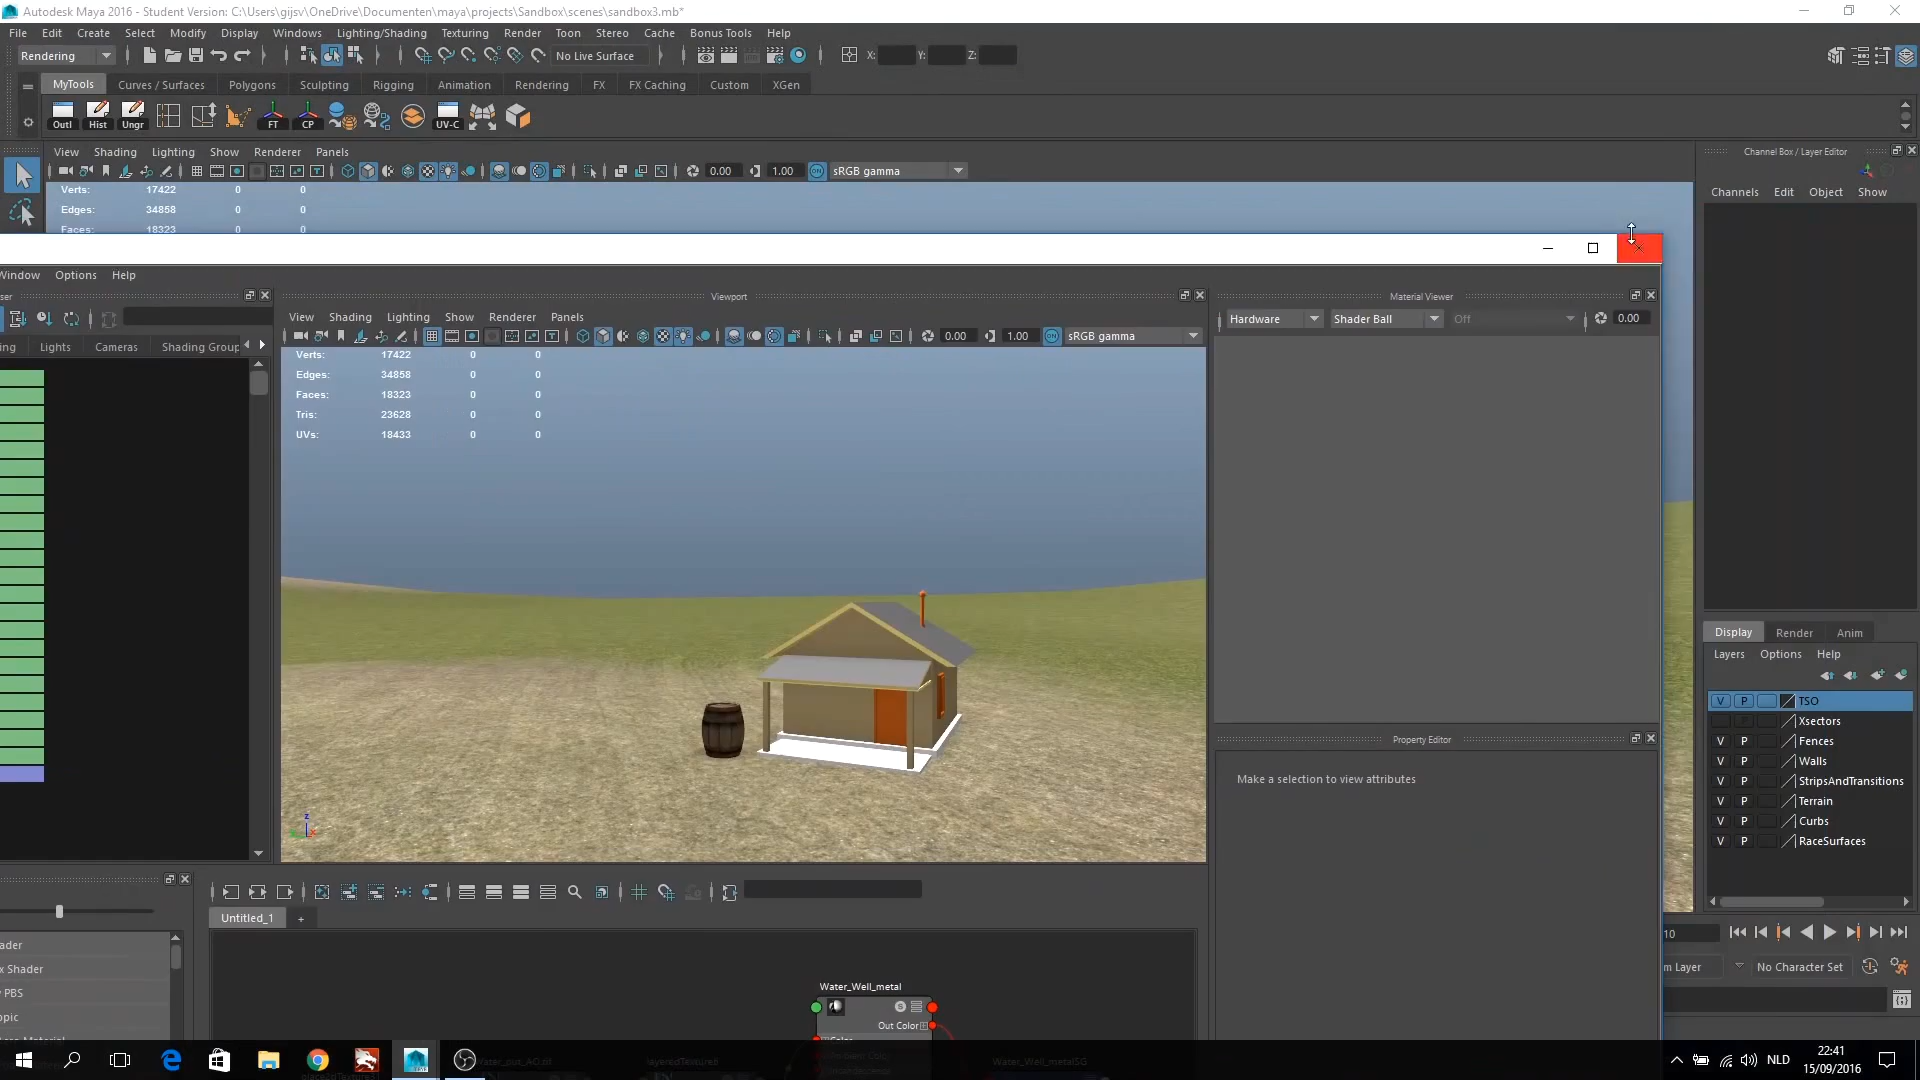 Autodesk Maya 2016 - Student Version: C:\Users\gijsv\OneDrive\Documenten\maya\projects\Sandbox\scenes\sandbox3.mb*
File Edit Create Select Modify Display Windows Lighting/Shading Texturing Render Toon Stereo Cache Bonus Tools Help
Rendering No Live Surface X: Y: Z:
MyTools Curves / Surfaces Polygons Sculpting Rigging Animation Rendering FX FX Caching Custom XGen
Outl Hist Ungr FT CP UV-C
View Shading Lighting Show Renderer Panels
Channel Box / Layer Editor
0.00 1.00 sRGB gamma
Channels Edit Object Show
Verts: 17422 0 0
Edges: 34858 0 0
Faces: 18323 0 0
Window Options Help
ser Viewport Material Viewer
View Shading Lighting Show Renderer Panels
Hardware Shader Ball Off 0.00
0.00 1.00 sRGB gamma
ng Lights Cameras Shading Group
Verts: 17422 0 0
Edges: 34858 0 0
Faces: 18323 0 0
Tris: 23628 0 0
UVs: 18433 0 0
Display Render Anim
Layers Options Help
V P TSO
Xsectors
V P Fences
V P Walls
V P StripsAndTransitions
V P Terrain
V P Curbs
V P RaceSurfaces
Property Editor
Make a selection to view attributes
z
x
Untitled_1 +
10
m Layer No Character Set
ader
x Shader
PBS
opic
Water_Well_metal
Out Color
Color
22:41
NLD
15/09/2016